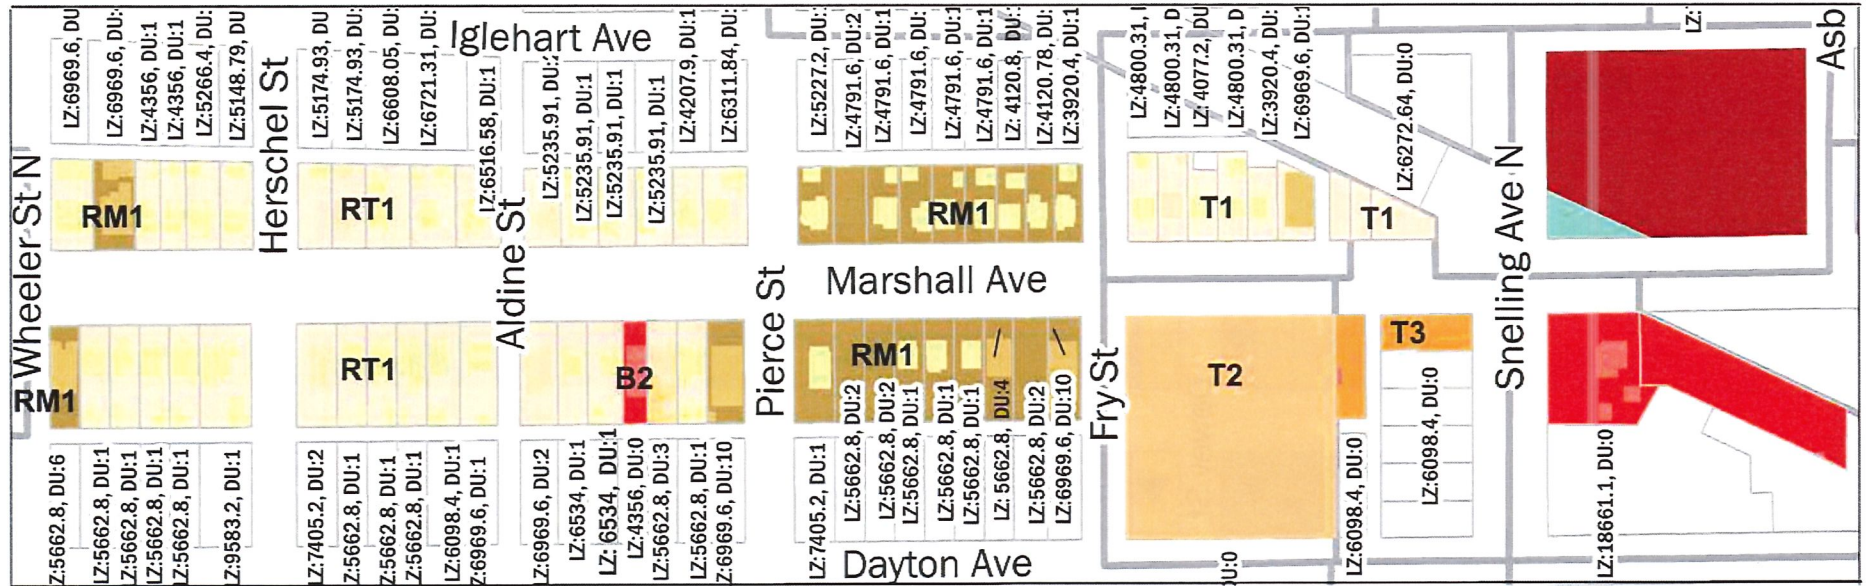 Iglehart Ave
Asb
LZ:6969.6, DU
LZ:6969.6, DU:
LZ:4356, DU:1
LZ:4356, DU:1
LZ:5266.4, DU:
LZ:5148.79, DU
LZ:5174.93, DU
LZ:5174.93, DU:
LZ:6608.05, DU:
LZ:6721.31, DU:
LZ:6516.58, DU:1
LZ:5235.91, DU:2
LZ:5235.91, DU:1
LZ:5235.91, DU:1
LZ:5235.91, DU:1
LZ:4207.9, DU:1
LZ:6311.84, DU:
LZ:5227.2, DU:
LZ:4791.6, DU:2
LZ:4791.6, DU:1
LZ:4791.6, DU:
LZ:4791.6, DU:1
LZ:4791.6, DU:1
LZ: 4120.8, DU:
LZ:4120.78, DU:
LZ:3920.4, DU:1
LZ:4800.31,
LZ:4800.31, D
LZ:4077.2, DU
LZ:4800.31, D
LZ:3920.4, DU:
LZ:6969.6, DU:1
LZ:6272.64, DU:0
LZ:
Wheeler St N
RM1
Herschel St
RT1
Aldine St
RM1
T1
T1
Snelling Ave N
Marshall Ave
Pierce St
RM1
RT1
B2
RM1
Fry St
T2
T3
Z:5662.8, DU:6
LZ:5662.8, DU:1
LZ:5662.8, DU:1
LZ:5662.8, DU:1
LZ:5662.8, DU:1
LZ:9583.2, DU:1
LZ:7405.2, DU:2
Z:5662.8, DU:1
Z:5662.8, DU:1
LZ:5662.8, DU:1
LZ:6098.4, DU:1
Z:6969.6, DU:1
LZ:6969.6, DU:2
LZ:6534, DU:1
LZ: 6534, DU:1
LZ:4356, DU:0
LZ:5662.8, DU:3
LZ:5662.8, DU:1
Z:6969.6, DU:10
LZ:7405.2, DU:1
LZ:5662.8, DU:2
LZ:5662.8, DU:2
LZ:5662.8, DU:1
LZ:5662.8, DU:1
LZ:5662.8, DU:1
LZ: 5662.8, DU:4
LZ:5662.8, DU:2
LZ:6969.6, DU:10
DU:0
LZ:6098.4, DU:0
LZ:6098.4, DU:0
LZ:18661.1, DU:0
Dayton Ave